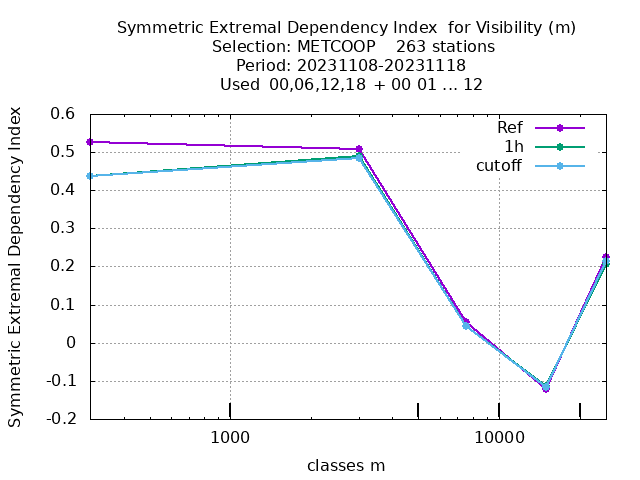 Symmetric Extremal Dependency Index  for Visibility (m)
Selection: METCOOP    263 stations
Period: 20231108-20231118
Used  00,06,12,18  + 00 01 ... 12
Symmetric Extremal Dependency Index
0.6
0.5
0.4
0.3
0.2
0.1
0
-0.1
-0.2
Ref
1h
cutoff
1000
10000
classes m